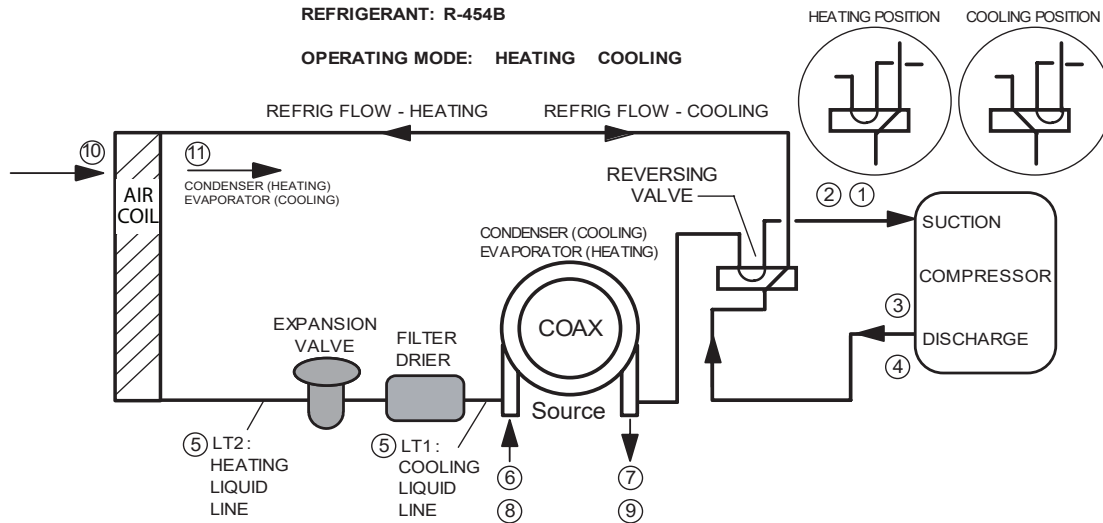 REFRIGERANT: R-454B
OPERATING MODE: HEATING COOLING
HEATING POSITION
COOLING POSITION
REFRIG FLOW - HEATING
REFRIG FLOW - COOLING
10
11
CONDENSER (HEATING)
EVAPORATOR (COOLING)
AIR
COIL
REVERSING
VALVE
2 1
CONDENSER (COOLING)
EVAPORATOR (HEATING)
SUCTION
COMPRESSOR
3
DISCHARGE
4
COAX
EXPANSION
VALVE
FILTER
DRIER
Source
5 LT2:
HEATING
LIQUID
LINE
5 LT1:
COOLING
LIQUID
LINE
6
8
7
9